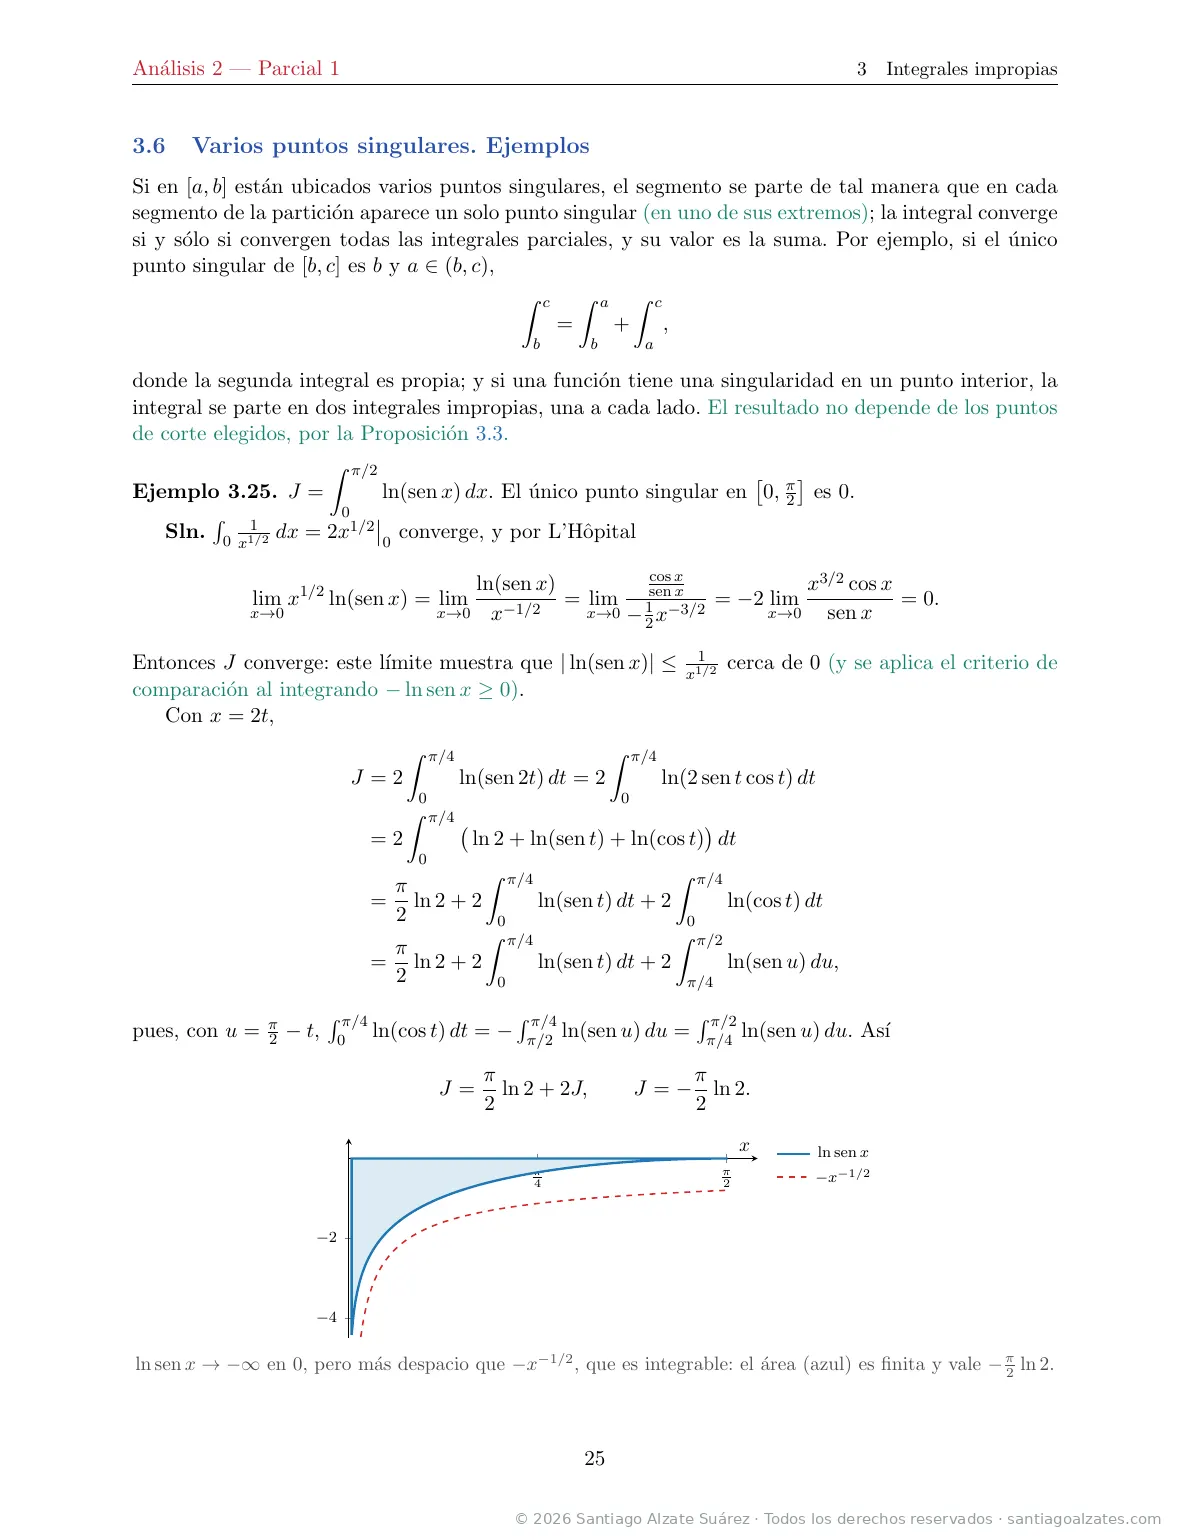 Análisis 2 — Parcial 1
3 Integrales impropias
3.6 Varios puntos singulares. Ejemplos
Si en [a, b] están ubicados varios puntos singulares, el segmento se parte de tal manera que en cada
segmento de la partición aparece un solo punto singular (en uno de sus extremos); la integral converge
si y sólo si convergen todas las integrales parciales, y su valor es la suma. Por ejemplo, si el único
punto singular de [b, c] es b y a ∈ (b, c),
∫_b^c = ∫_b^a + ∫_a^c,
donde la segunda integral es propia; y si una función tiene una singularidad en un punto interior, la
integral se parte en dos integrales impropias, una a cada lado. El resultado no depende de los puntos
de corte elegidos, por la Proposición 3.3.
Ejemplo 3.25. J = ∫_0^{π/2} ln(sen x) dx. El único punto singular en [0, π/2] es 0.
Sln. ∫_0 1/x^{1/2} dx = 2x^{1/2}|_0 converge, y por L'Hôpital
lim_{x→0} x^{1/2} ln(sen x) = lim_{x→0} ln(sen x)/x^{−1/2} = lim_{x→0} (cos x/sen x)/(−1/2 x^{−3/2}) = −2 lim_{x→0} x^{3/2} cos x/sen x = 0.
Entonces J converge: este límite muestra que | ln(sen x)| ≤ 1/x^{1/2} cerca de 0 (y se aplica el criterio de
comparación al integrando − ln sen x ≥ 0).
Con x = 2t,
J = 2 ∫_0^{π/4} ln(sen 2t) dt = 2 ∫_0^{π/4} ln(2 sen t cos t) dt
= 2 ∫_0^{π/4} (ln 2 + ln(sen t) + ln(cos t)) dt
= π/2 ln 2 + 2 ∫_0^{π/4} ln(sen t) dt + 2 ∫_0^{π/4} ln(cos t) dt
= π/2 ln 2 + 2 ∫_0^{π/4} ln(sen t) dt + 2 ∫_{π/4}^{π/2} ln(sen u) du,
pues, con u = π/2 − t, ∫_0^{π/4} ln(cos t) dt = − ∫_{π/2}^{π/4} ln(sen u) du = ∫_{π/4}^{π/2} ln(sen u) du. Así
J = π/2 ln 2 + 2J, J = −π/2 ln 2.
x
ln sen x
−x^{−1/2}
π/4
π/2
−2
−4
ln sen x → −∞ en 0, pero más despacio que −x^{−1/2}, que es integrable: el área (azul) es finita y vale −π/2 ln 2.
25
© 2026 Santiago Alzate Suárez · Todos los derechos reservados · santiagoalzates.com